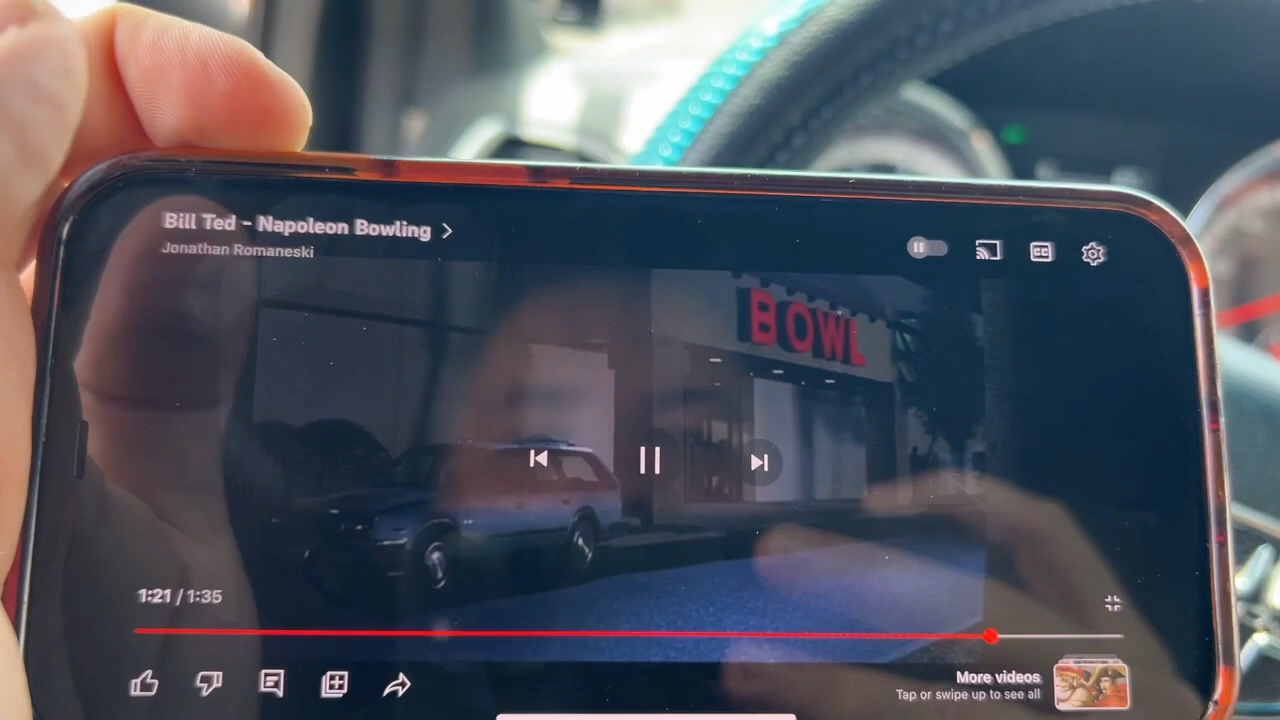 Bill Ted - Napoleon Bowling
Jonathan Romaneski
CC
BOWL
1:21 / 1:35
More videos
Tap or swipe up to see all